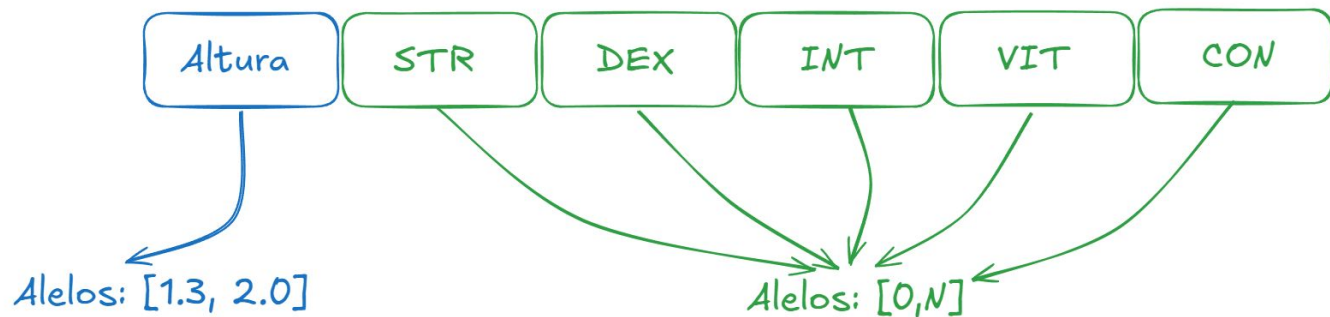 Altura STR DEX INT VIT CON
Alelos: [1.3, 2.0] Alelos: [0,N]